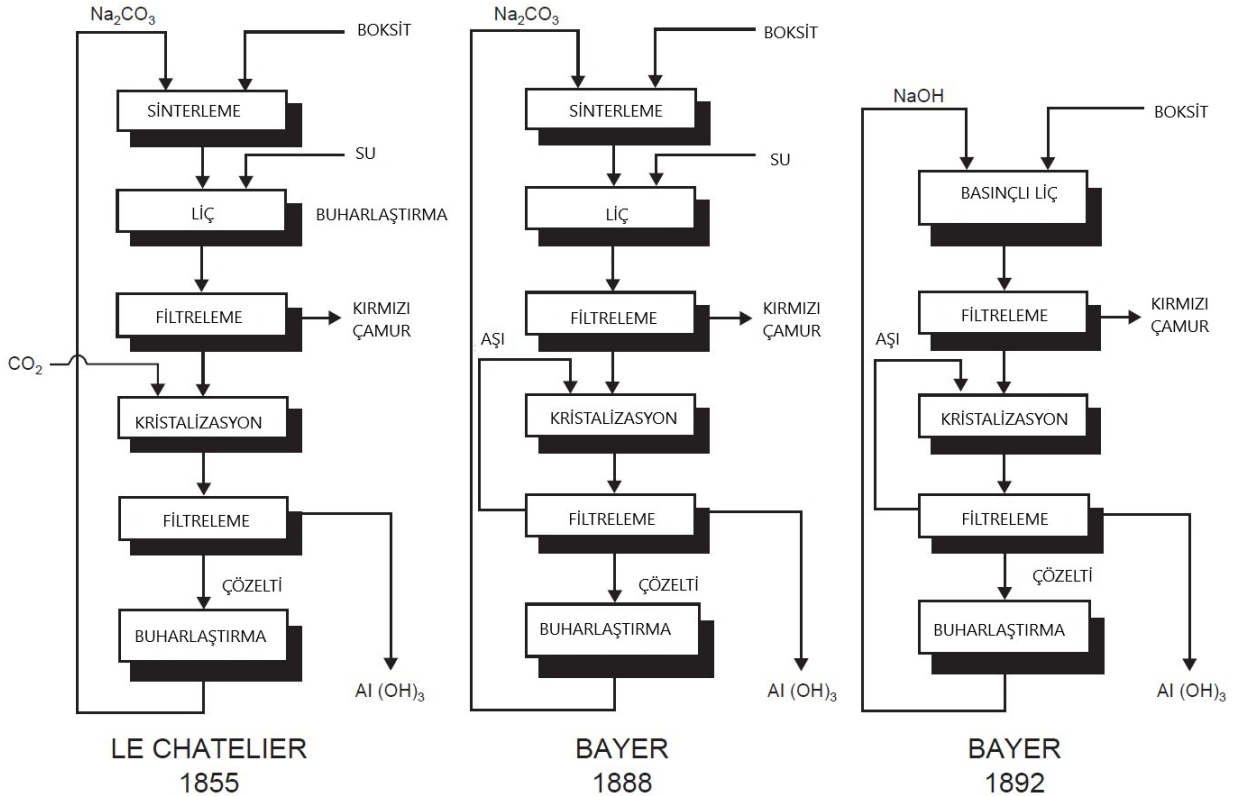 Na2CO3
BOKSİT
SİNTERLEME
SU
LİÇ
BUHARLAŞTIRMA
FİLTRELEME
KIRMIZI
ÇAMUR
CO2
KRİSTALİZASYON
FİLTRELEME
ÇÖZELTİ
BUHARLAŞTIRMA
Al (OH)3
LE CHATELIER
1855
Na2CO3
BOKSİT
SİNTERLEME
SU
LİÇ
FİLTRELEME
KIRMIZI
ÇAMUR
AŞI
KRİSTALİZASYON
FİLTRELEME
ÇÖZELTİ
BUHARLAŞTIRMA
Al (OH)3
BAYER
1888
NaOH
BOKSİT
BASINÇLI LİÇ
FİLTRELEME
KIRMIZI
ÇAMUR
AŞI
KRİSTALİZASYON
FİLTRELEME
ÇÖZELTİ
BUHARLAŞTIRMA
Al (OH)3
BAYER
1892